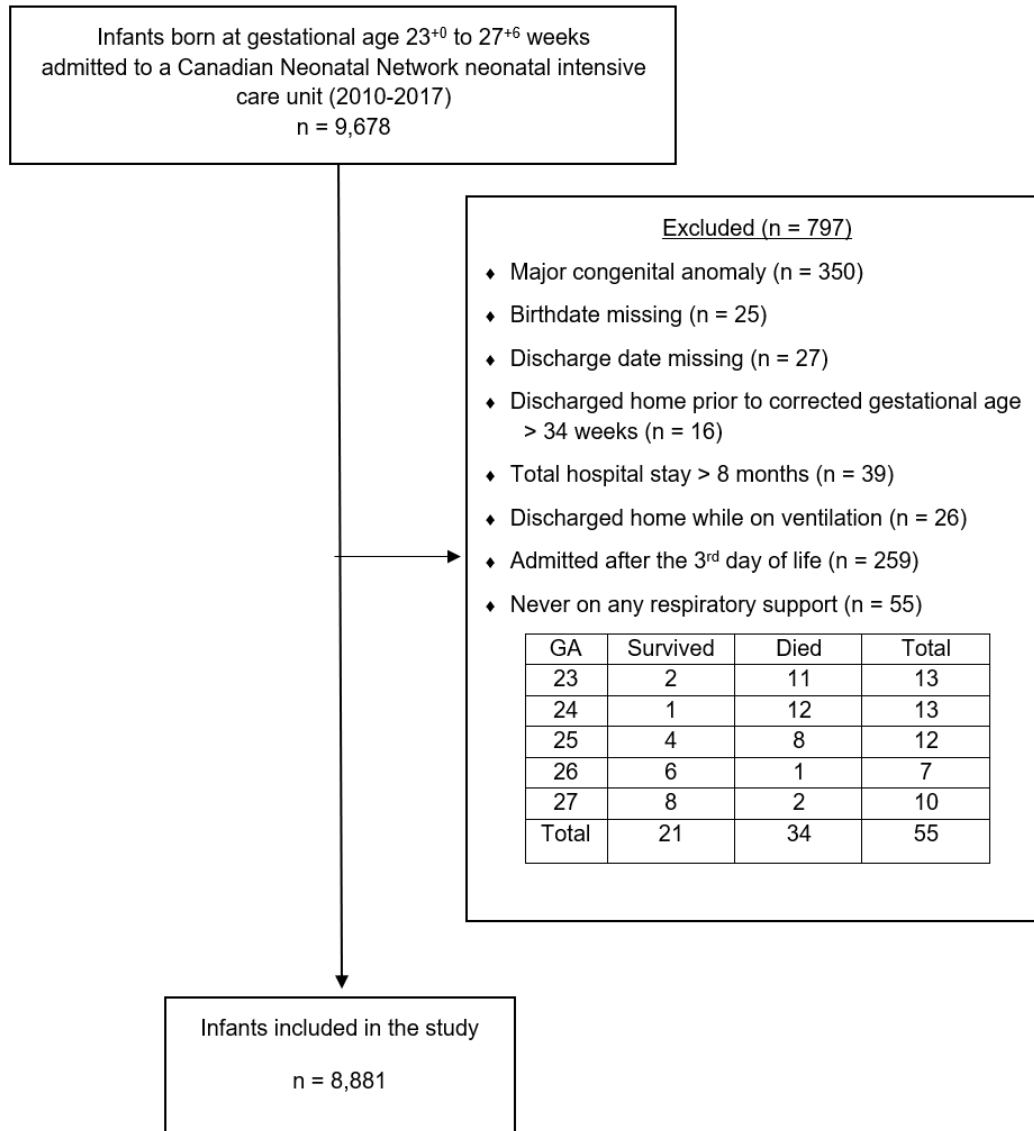 Infants born at gestational age 23⁺⁰ to 27⁺⁶ weeks
admitted to a Canadian Neonatal Network neonatal intensive
care unit (2010-2017)
n = 9,678
Excluded (n = 797)
♦ Major congenital anomaly (n = 350)
♦ Birthdate missing (n = 25)
♦ Discharge date missing (n = 27)
♦ Discharged home prior to corrected gestational age
> 34 weeks (n = 16)
♦ Total hospital stay > 8 months (n = 39)
♦ Discharged home while on ventilation (n = 26)
♦ Admitted after the 3ʳᵈ day of life (n = 259)
♦ Never on any respiratory support (n = 55)
GA Survived Died Total
23 2 11 13
24 1 12 13
25 4 8 12
26 6 1 7
27 8 2 10
Total 21 34 55
Infants included in the study
n = 8,881